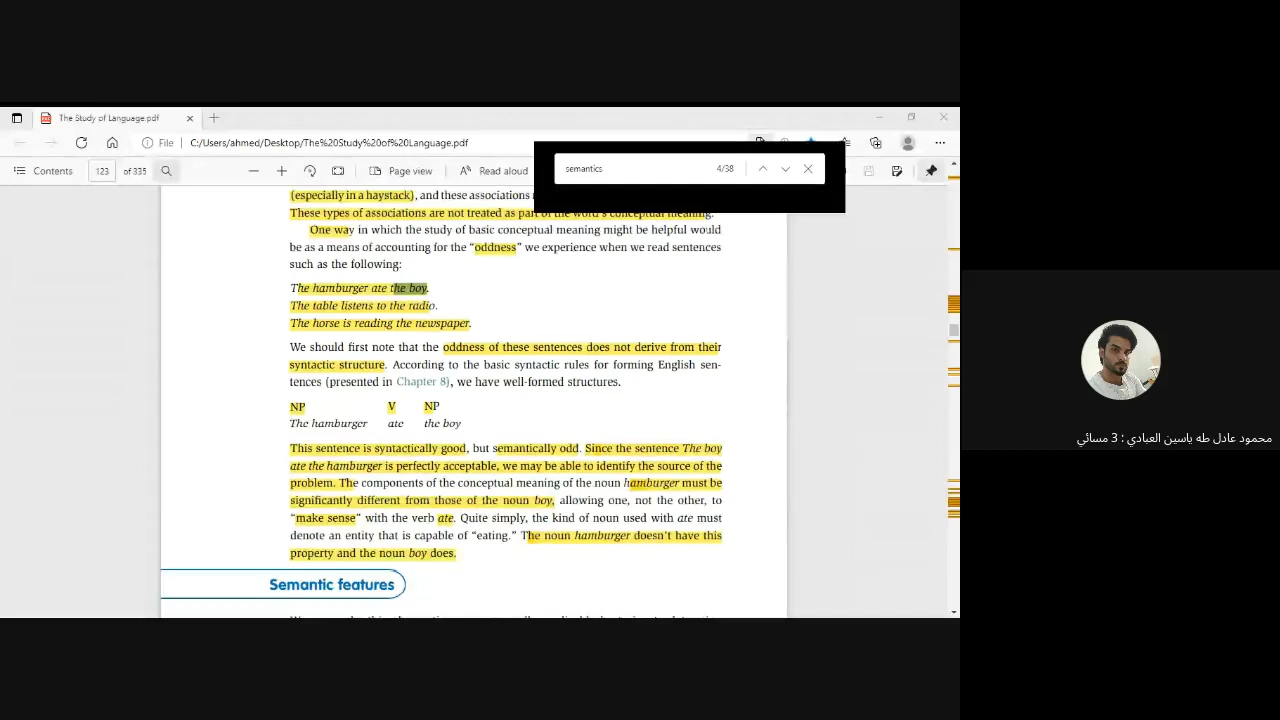 The Study of Language.pdf
File
C:/Users/ahmed/Desktop/The%20Study%20of%20Language.pdf
Contents
123
of 335
Page view
Read aloud
semantics
4/38
(especially in a haystack), and these associations
These types of associations are not treated as part of the word's conceptual meaning.
One way in which the study of basic conceptual meaning might be helpful would
be as a means of accounting for the “oddness” we experience when we read sentences
such as the following:
The hamburger ate the boy.
The table listens to the radio.
The horse is reading the newspaper.
We should first note that the oddness of these sentences does not derive from their
syntactic structure. According to the basic syntactic rules for forming English sen-
tences (presented in Chapter 8), we have well-formed structures.
NP V NP
The hamburger ate the boy
This sentence is syntactically good, but semantically odd. Since the sentence The boy
ate the hamburger is perfectly acceptable, we may be able to identify the source of the
problem. The components of the conceptual meaning of the noun hamburger must be
significantly different from those of the noun boy, allowing one, not the other, to
“make sense” with the verb ate. Quite simply, the kind of noun used with ate must
denote an entity that is capable of “eating.” The noun hamburger doesn't have this
property and the noun boy does.
Semantic features
محمود عادل طه ياسين العبادي : 3 مسائي